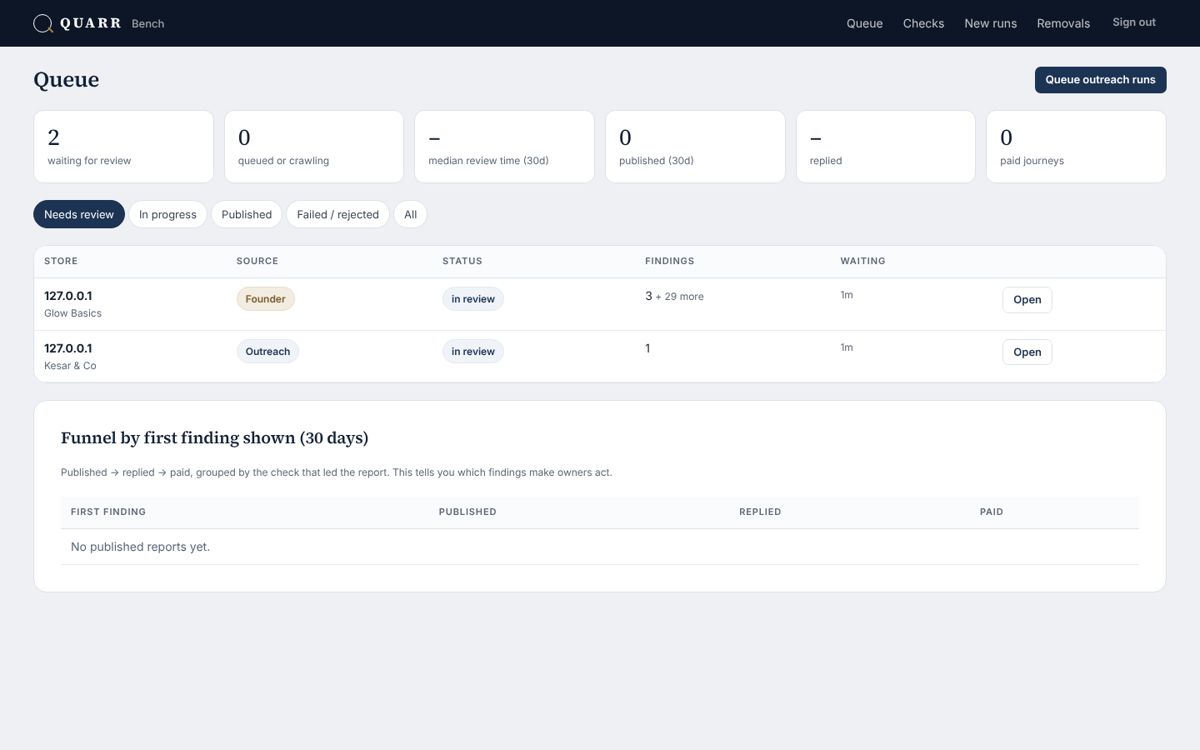 QUARR Bench Queue Checks New runs Removals Sign out
Queue Queue outreach runs
2 0 – 0 – 0
waiting for review queued or crawling median review time (30d) published (30d) replied paid journeys
Needs review In progress Published Failed / rejected All
STORE SOURCE STATUS FINDINGS WAITING
127.0.0.1 Founder in review 3 + 29 more 1m Open
Glow Basics
127.0.0.1 Outreach in review 1 1m Open
Kesar & Co
Funnel by first finding shown (30 days)
Published → replied → paid, grouped by the check that led the report. This tells you which findings make owners act.
FIRST FINDING PUBLISHED REPLIED PAID
No published reports yet.